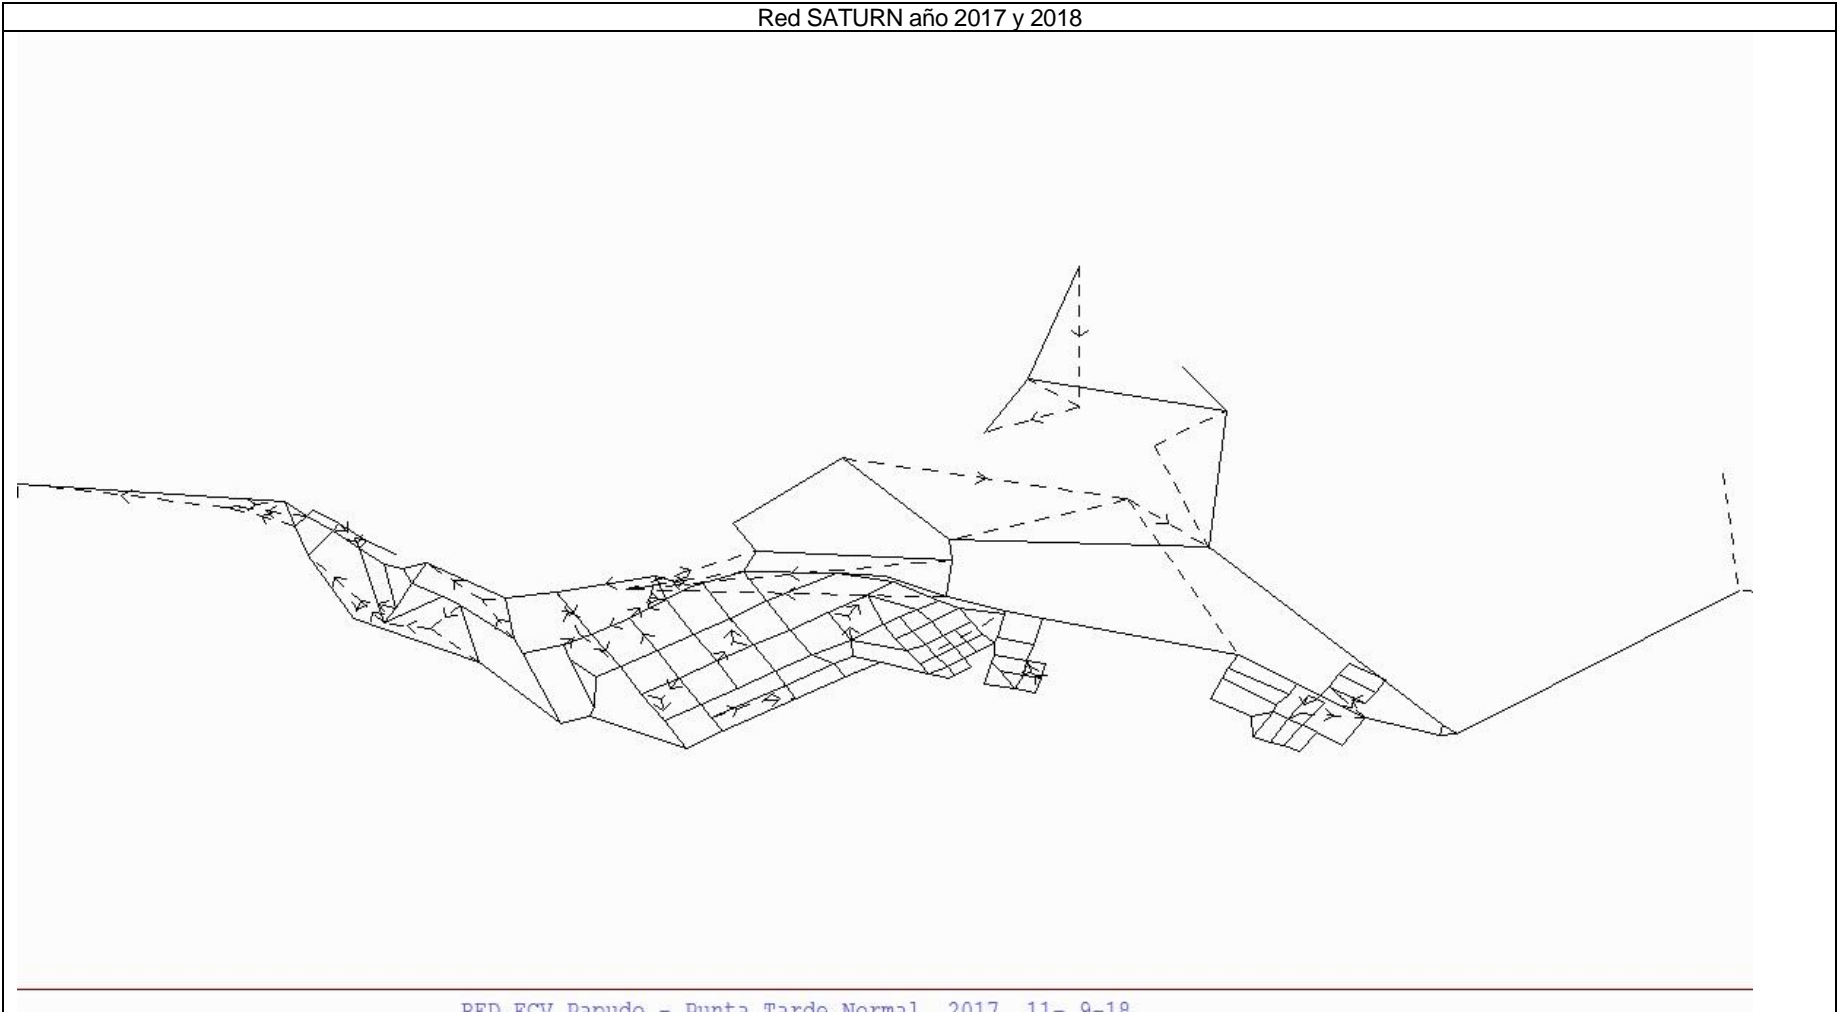 Red SATURN año 2017 y 2018
RED ECV Papudo - Punta Tarde Normal 2017 11- 9-18